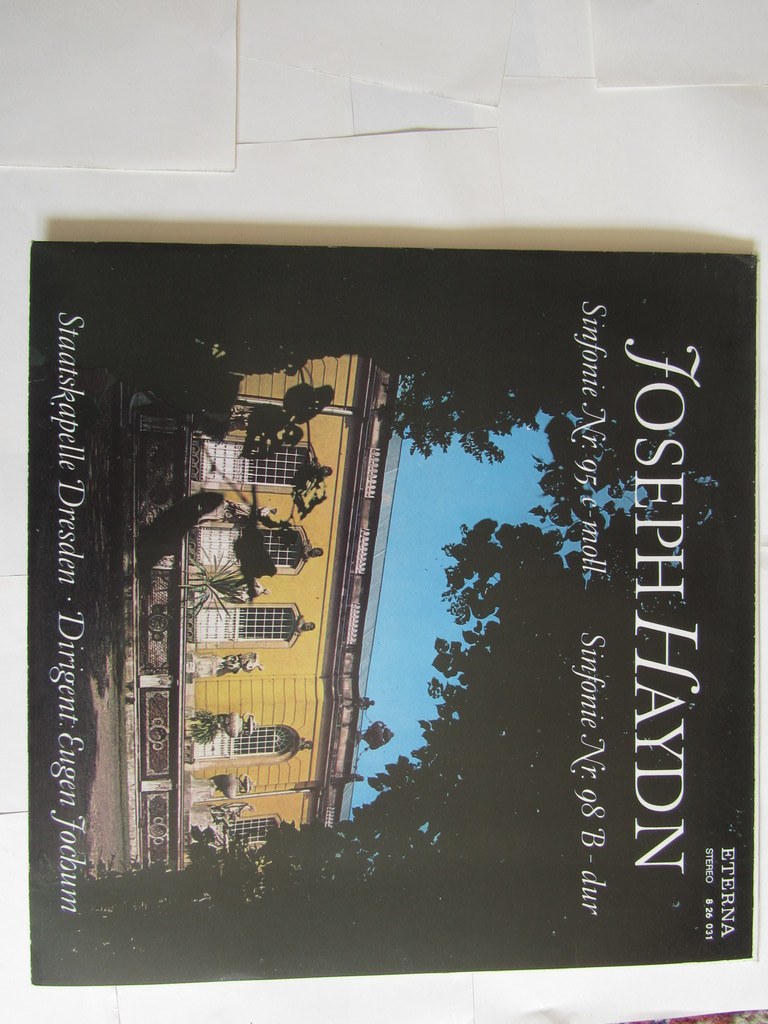 ETERNA
STEREO 8 26 031
JOSEPH HAYDN
Sinfonie Nr. 95 c-moll Sinfonie Nr. 98 B-dur
Staatskapelle Dresden · Dirigent: Eugen Jochum